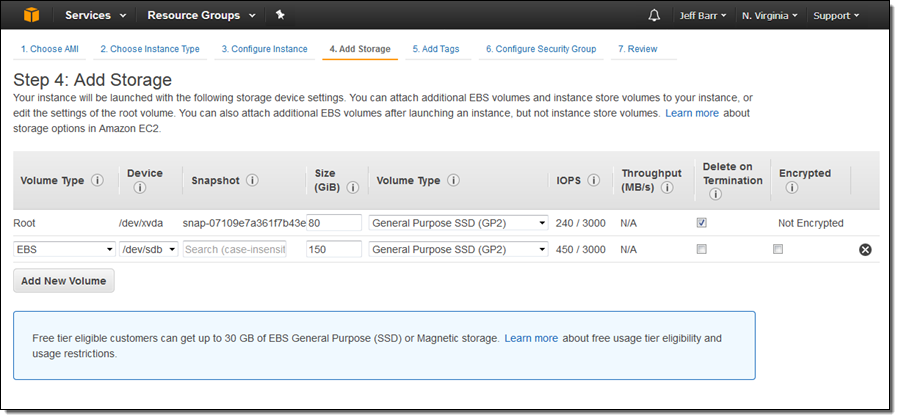 Services Resource Groups Jeff Barr N. Virginia Support
1. Choose AMI 2. Choose Instance Type 3. Configure Instance 4. Add Storage 5. Add Tags 6. Configure Security Group 7. Review
Step 4: Add Storage
Your instance will be launched with the following storage device settings. You can attach additional EBS volumes and instance store volumes to your instance, or
edit the settings of the root volume. You can also attach additional EBS volumes after launching an instance, but not instance store volumes. Learn more about
storage options in Amazon EC2.
Volume Type Device Snapshot Size (GiB) Volume Type IOPS Throughput (MB/s) Delete on Termination Encrypted
Root /dev/xvda snap-07109e7a361f7b43e 80 General Purpose SSD (GP2) 240 / 3000 N/A Not Encrypted
EBS /dev/sdb Search (case-insensit 150 General Purpose SSD (GP2) 450 / 3000 N/A
Add New Volume
Free tier eligible customers can get up to 30 GB of EBS General Purpose (SSD) or Magnetic storage. Learn more about free usage tier eligibility and
usage restrictions.